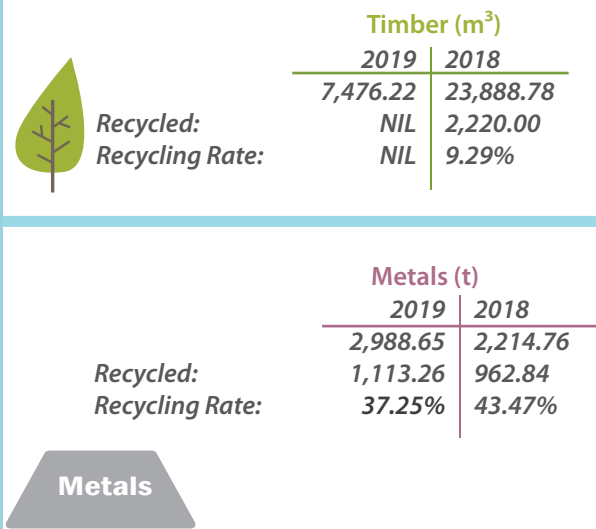 Timber (m³)
2019 2018
7,476.22 23,888.78
Recycled: NIL 2,220.00
Recycling Rate: NIL 9.29%
Metals (t)
2019 2018
2,988.65 2,214.76
Recycled: 1,113.26 962.84
Recycling Rate: 37.25% 43.47%
Metals